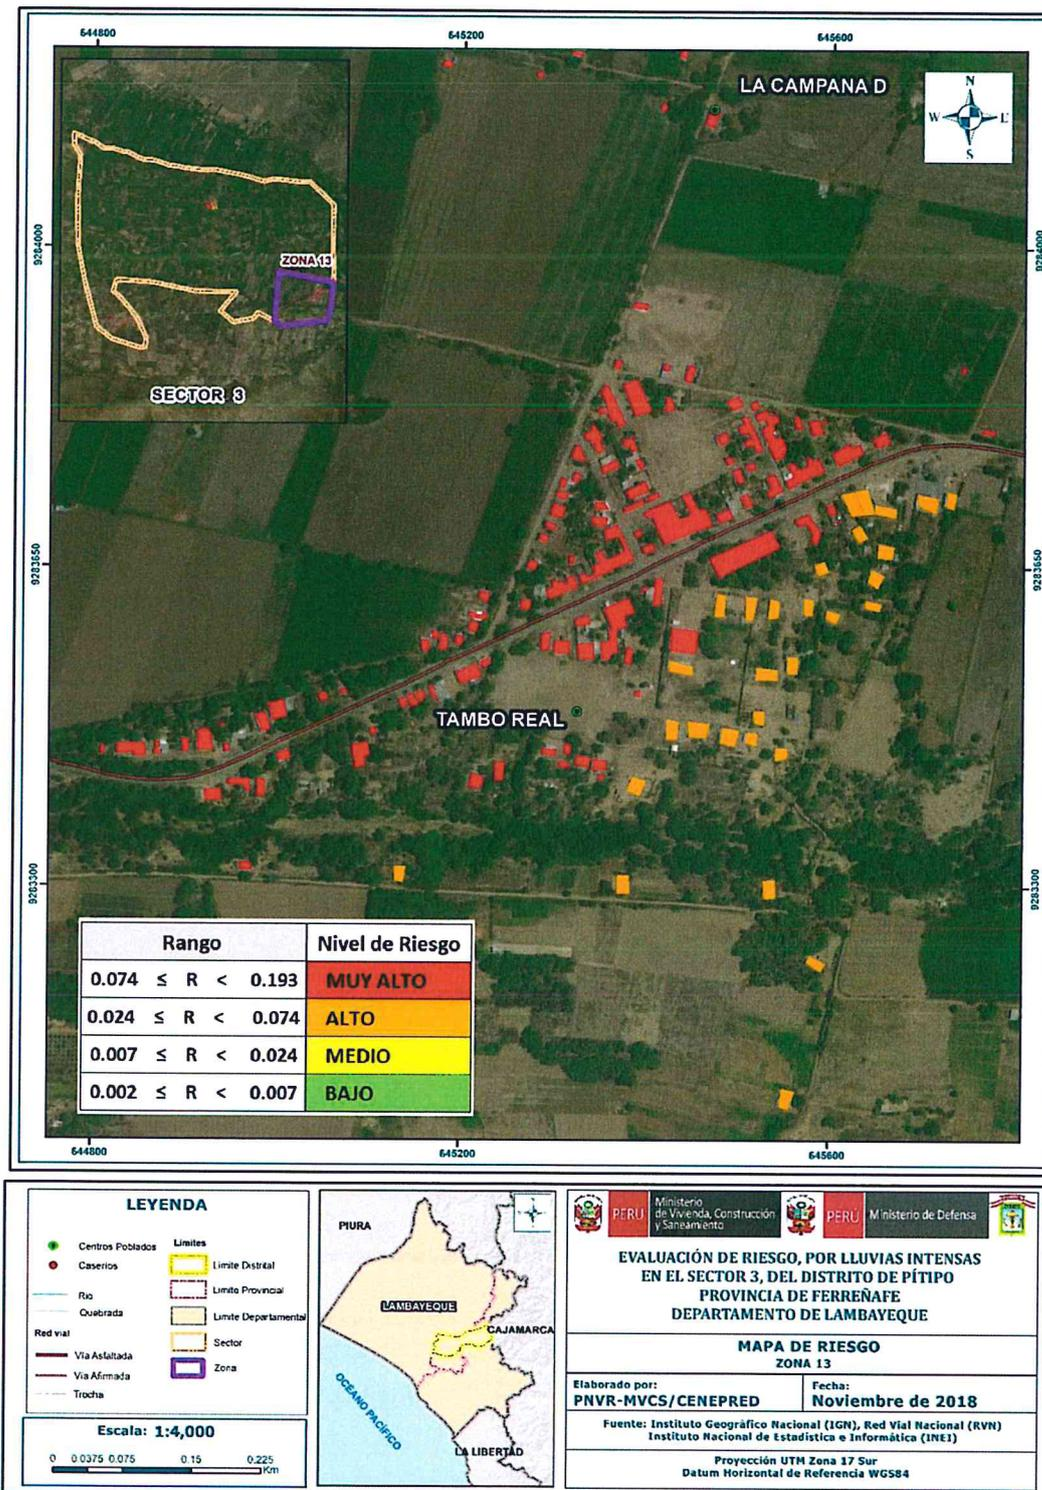 644800 645200 645600
LA CAMPANA D
N
W L'
S
9284000 9284000
ZONA 13
SECTOR 3
9283650 9283650
TAMBO REAL
9283300 9283300
Rango Nivel de Riesgo
0.074 ≤ R < 0.193 MUY ALTO
0.024 ≤ R < 0.074 ALTO
0.007 ≤ R < 0.024 MEDIO
0.002 ≤ R < 0.007 BAJO
644800 645200 645600
LEYENDA
Centros Poblados
Caserios
Rio
Quebrada
Red vial
Via Asfaltada
Via Afirmada
Trocha
Limites
Limite Distrital
Limite Provincial
Limite Departamental
Sector
Zona
Escala: 1:4,000
0 0.0375 0.075 0.15 0.225
Km
PIURA
LAMBAYEQUE
CAJAMARCA
OCEANO PACÍFICO
LA LIBERTAD
PERÚ
Ministerio
de Vivienda, Construcción
y Saneamiento
PERÚ Ministerio de Defensa
EVALUACIÓN DE RIESGO, POR LLUVIAS INTENSAS
EN EL SECTOR 3, DEL DISTRITO DE PÍTIPO
PROVINCIA DE FERREÑAFE
DEPARTAMENTO DE LAMBAYEQUE
MAPA DE RIESGO
ZONA 13
Elaborado por:
PNVR-MVCS/CENEPRED
Fecha:
Noviembre de 2018
Fuente: Instituto Geográfico Nacional (IGN), Red Vial Nacional (RVN)
Instituto Nacional de Estadística e Informática (INEI)
Proyección UTM Zona 17 Sur
Datum Horizontal de Referencia WGS84